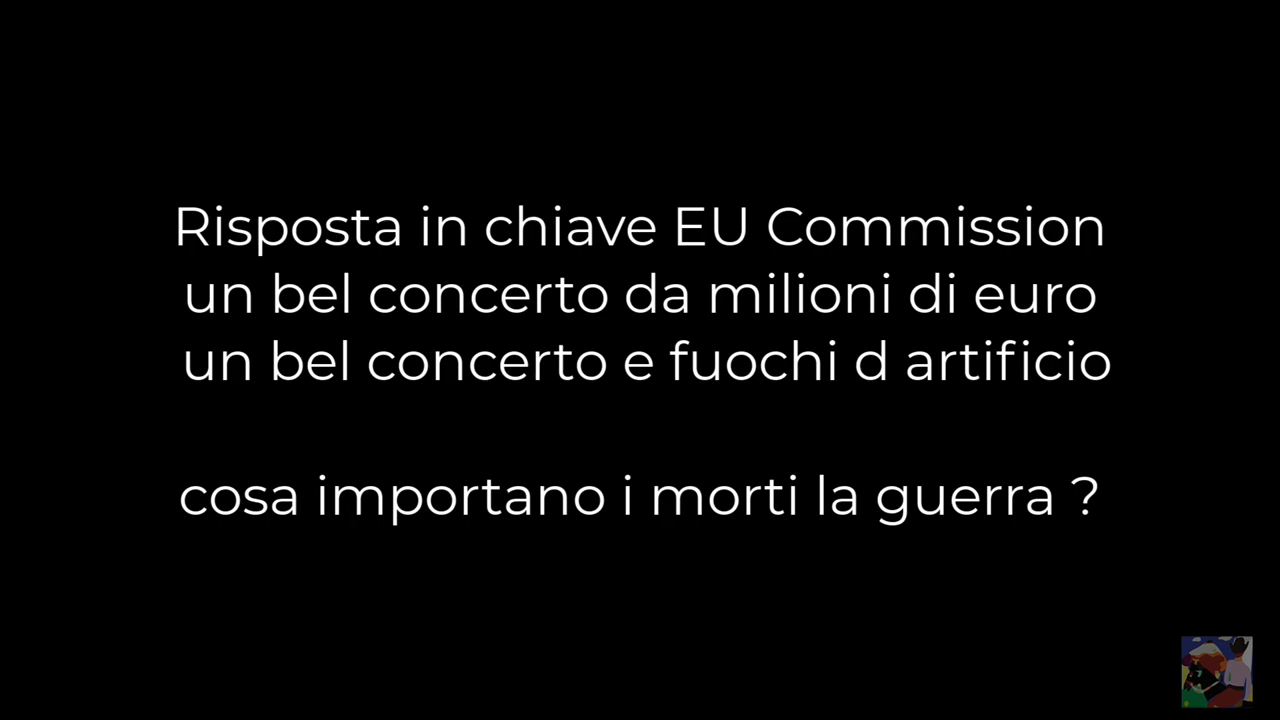 Risposta in chiave EU Commission
un bel concerto da milioni di euro
un bel concerto e fuochi d artificio
cosa importano i morti la guerra ?